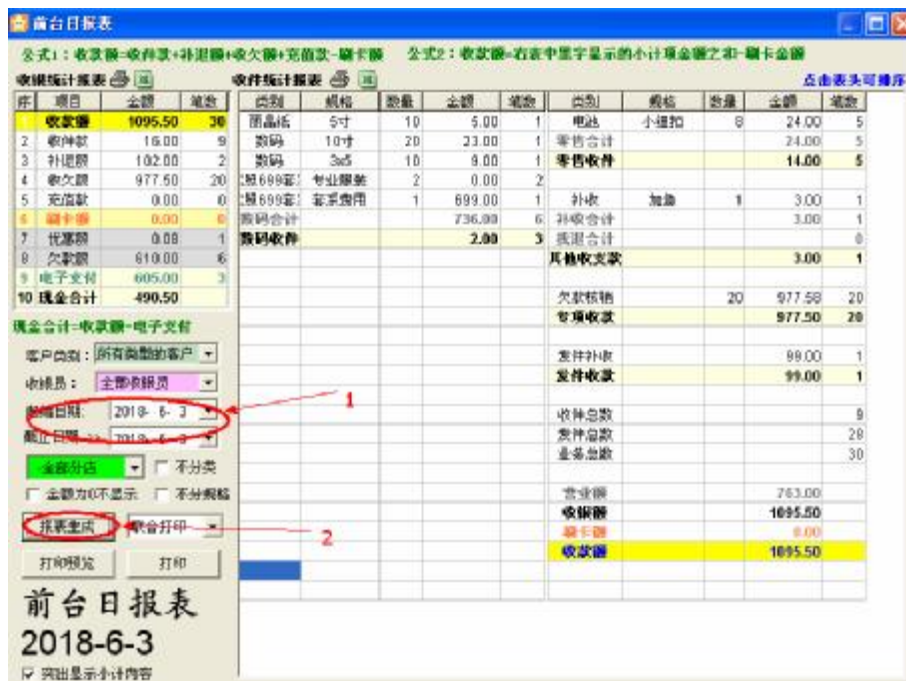 前台日报表
公式1：收款额=收件款+补退额+收欠额+充值款-刷卡额 公式2：收款额=右表中黑字显示的小计项金额之和-刷卡金额
收银统计报表 收件统计报表 点击表头可排序
序 项目 金额 笔数 类别 规格 数量 金额 笔数 类别 规格 数量 金额 笔数
1 收款额 1095.50 30 丽晶纸 5寸 10 5.00 1 电池 小纽扣 8 24.00 5
2 收件款 16.00 9 数码 10寸 20 23.00 1 零售合计 24.00 5
3 补退额 102.00 2 数码 3x5 10 9.00 1 零售收件 14.00 5
4 收欠额 977.50 20 照699套 专业服装 2 0.00 2
5 充值款 0.00 0 照699套 套系费用 1 699.00 1 补收 加急 1 3.00 1
6 刷卡额 0.00 0 数码合计 736.00 6 补收合计 3.00 1
7 优惠额 0.00 1 数码收件 2.00 3 找退合计 0
8 欠款额 610.00 6 其他收支款 3.00 1
9 电子支付 605.00 3
10 现金合计 490.50 欠款核销 20 977.50 20
现金合计=收款额-电子支付 专项收款 977.50 20
客户类别： 所有类型的客户 发件补收 99.00 1
收银员： 全部收银员 发件收款 99.00 1
1
日期: 2018- 6- 3 收件总数 9
截止日期 2018- 6- 3 发件总数 28
业务总数 30
全部分店 不分类
金额为0不显示 不分规格 营业额 763.00
收银额 1095.50
报表生成 联合打印 2 刷卡额 0.00
收款额 1095.50
打印预览 打印
前台日报表
2018-6-3
突出显示小计内容